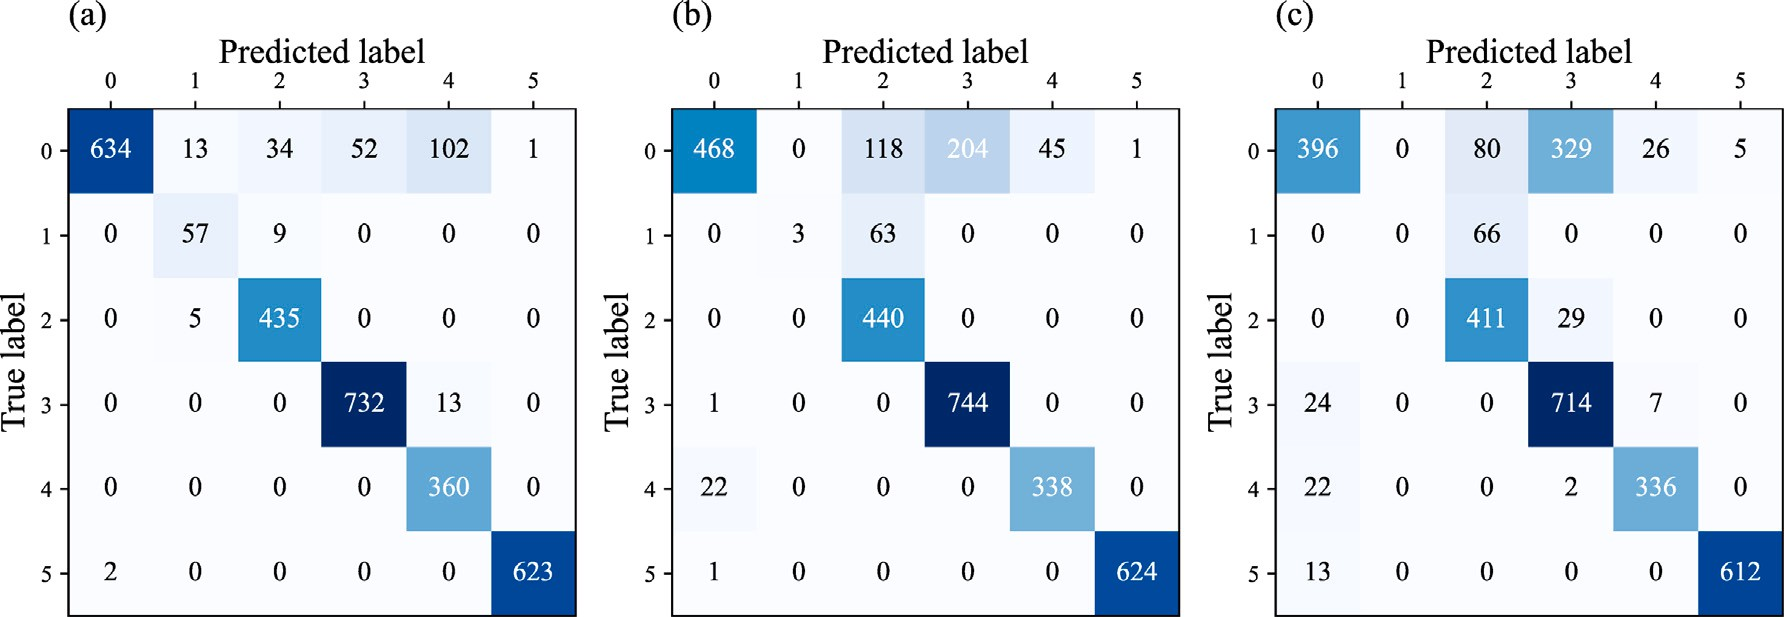 (a)
Predicted label
0 1 2 3 4 5
True label
0 634 13 34 52 102 1
1 0 57 9 0 0 0
2 0 5 435 0 0 0
3 0 0 0 732 13 0
4 0 0 0 0 360 0
5 2 0 0 0 0 623
(b)
Predicted label
0 1 2 3 4 5
True label
0 468 0 118 204 45 1
1 0 3 63 0 0 0
2 0 0 440 0 0 0
3 1 0 0 744 0 0
4 22 0 0 0 338 0
5 1 0 0 0 0 624
(c)
Predicted label
0 1 2 3 4 5
True label
0 396 0 80 329 26 5
1 0 0 66 0 0 0
2 0 0 411 29 0 0
3 24 0 0 714 7 0
4 22 0 0 2 336 0
5 13 0 0 0 0 612